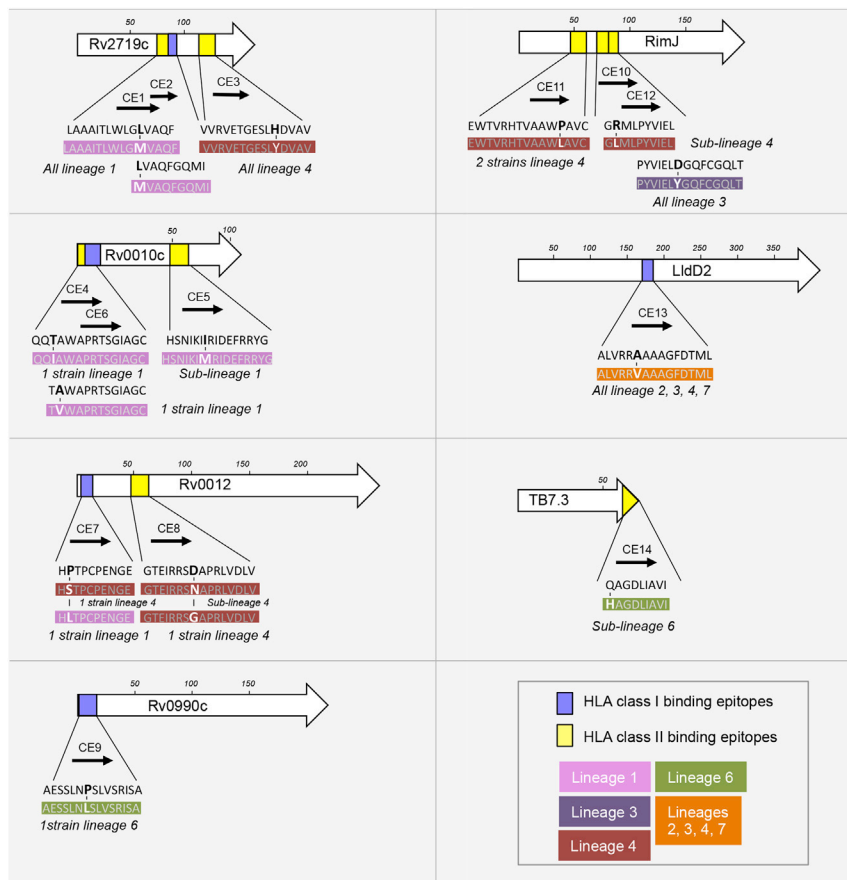 50 100
Rv2719c
CE1 CE2 CE3
LAAAITLWLGLVAQF VVRVETGESLHDVAV
LAAAITLWLGMVAQF VVRVETGESLYDVAV
All lineage 1 All lineage 4
LVAQFGQMI
MVAQFGQMI
50 100 150
RimJ
CE11 CE10 CE12
EWTVRHTVAAWPAVC GRMLPYVIEL
EWTVRHTVAAWLAVC GLMLPYVIEL Sub-lineage 4
2 strains lineage 4
PYVIELDGQFCGQLT
PYVIELYGQFCGQLT
All lineage 3
50 100
Rv0010c
CE4 CE5
CE6
QQTAWAPRTSGIAGC HSNIKIIRIDEFRRYG
QQIAWAPRTSGIAGC HSNIKIMRIDEFRRYG
1 strain lineage 1 Sub-lineage 1
TAWAPRTSGIAGC
TVWAPRTSGIAGC 1 strain lineage 1
50 100 150 200 250 300 350
LldD2
CE13
ALVRRAAAAGFDTML
ALVRRVAAAGFDTML
All lineage 2, 3, 4, 7
50 100 150 200
Rv0012
CE7 CE8
HPTPCPENGE GTEIRRSDAPRLVDLV
HSTPCPENGE GTEIRRSNAPRLVDLV
1 strain lineage 4 Sub-lineage 4
HLTPCPENGE GTEIRRSGAPRLVDLV
1 strain lineage 1 1 strain lineage 4
50
TB7.3
CE14
QAGDLIAVI
HAGDLIAVI
Sub-lineage 6
50 100 150
Rv0990c
CE9
AESSLNPSLVSRISA
AESSLNLSLVSRISA
1strain lineage 6
HLA class I binding epitopes
HLA class II binding epitopes
Lineage 1 Lineage 6
Lineage 3 Lineages
2, 3, 4, 7
Lineage 4